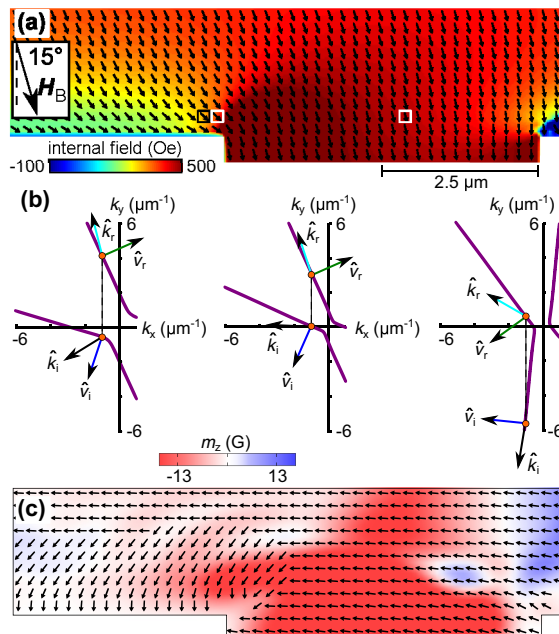 (a)
15°
H_B
internal field (Oe)
-100 500
2.5 µm
(b)
k_y (µm⁻¹) k_y (µm⁻¹) k_y (µm⁻¹)
6 6 6
k̂_r k̂_r k̂_r
v̂_r v̂_r v̂_r
k_x (µm⁻¹) k_x (µm⁻¹)
-6 -6 -6
k̂_i k̂_i k̂_i
v̂_i v̂_i v̂_i
-6 -6 -6
m_z (G)
-13 13
(c)